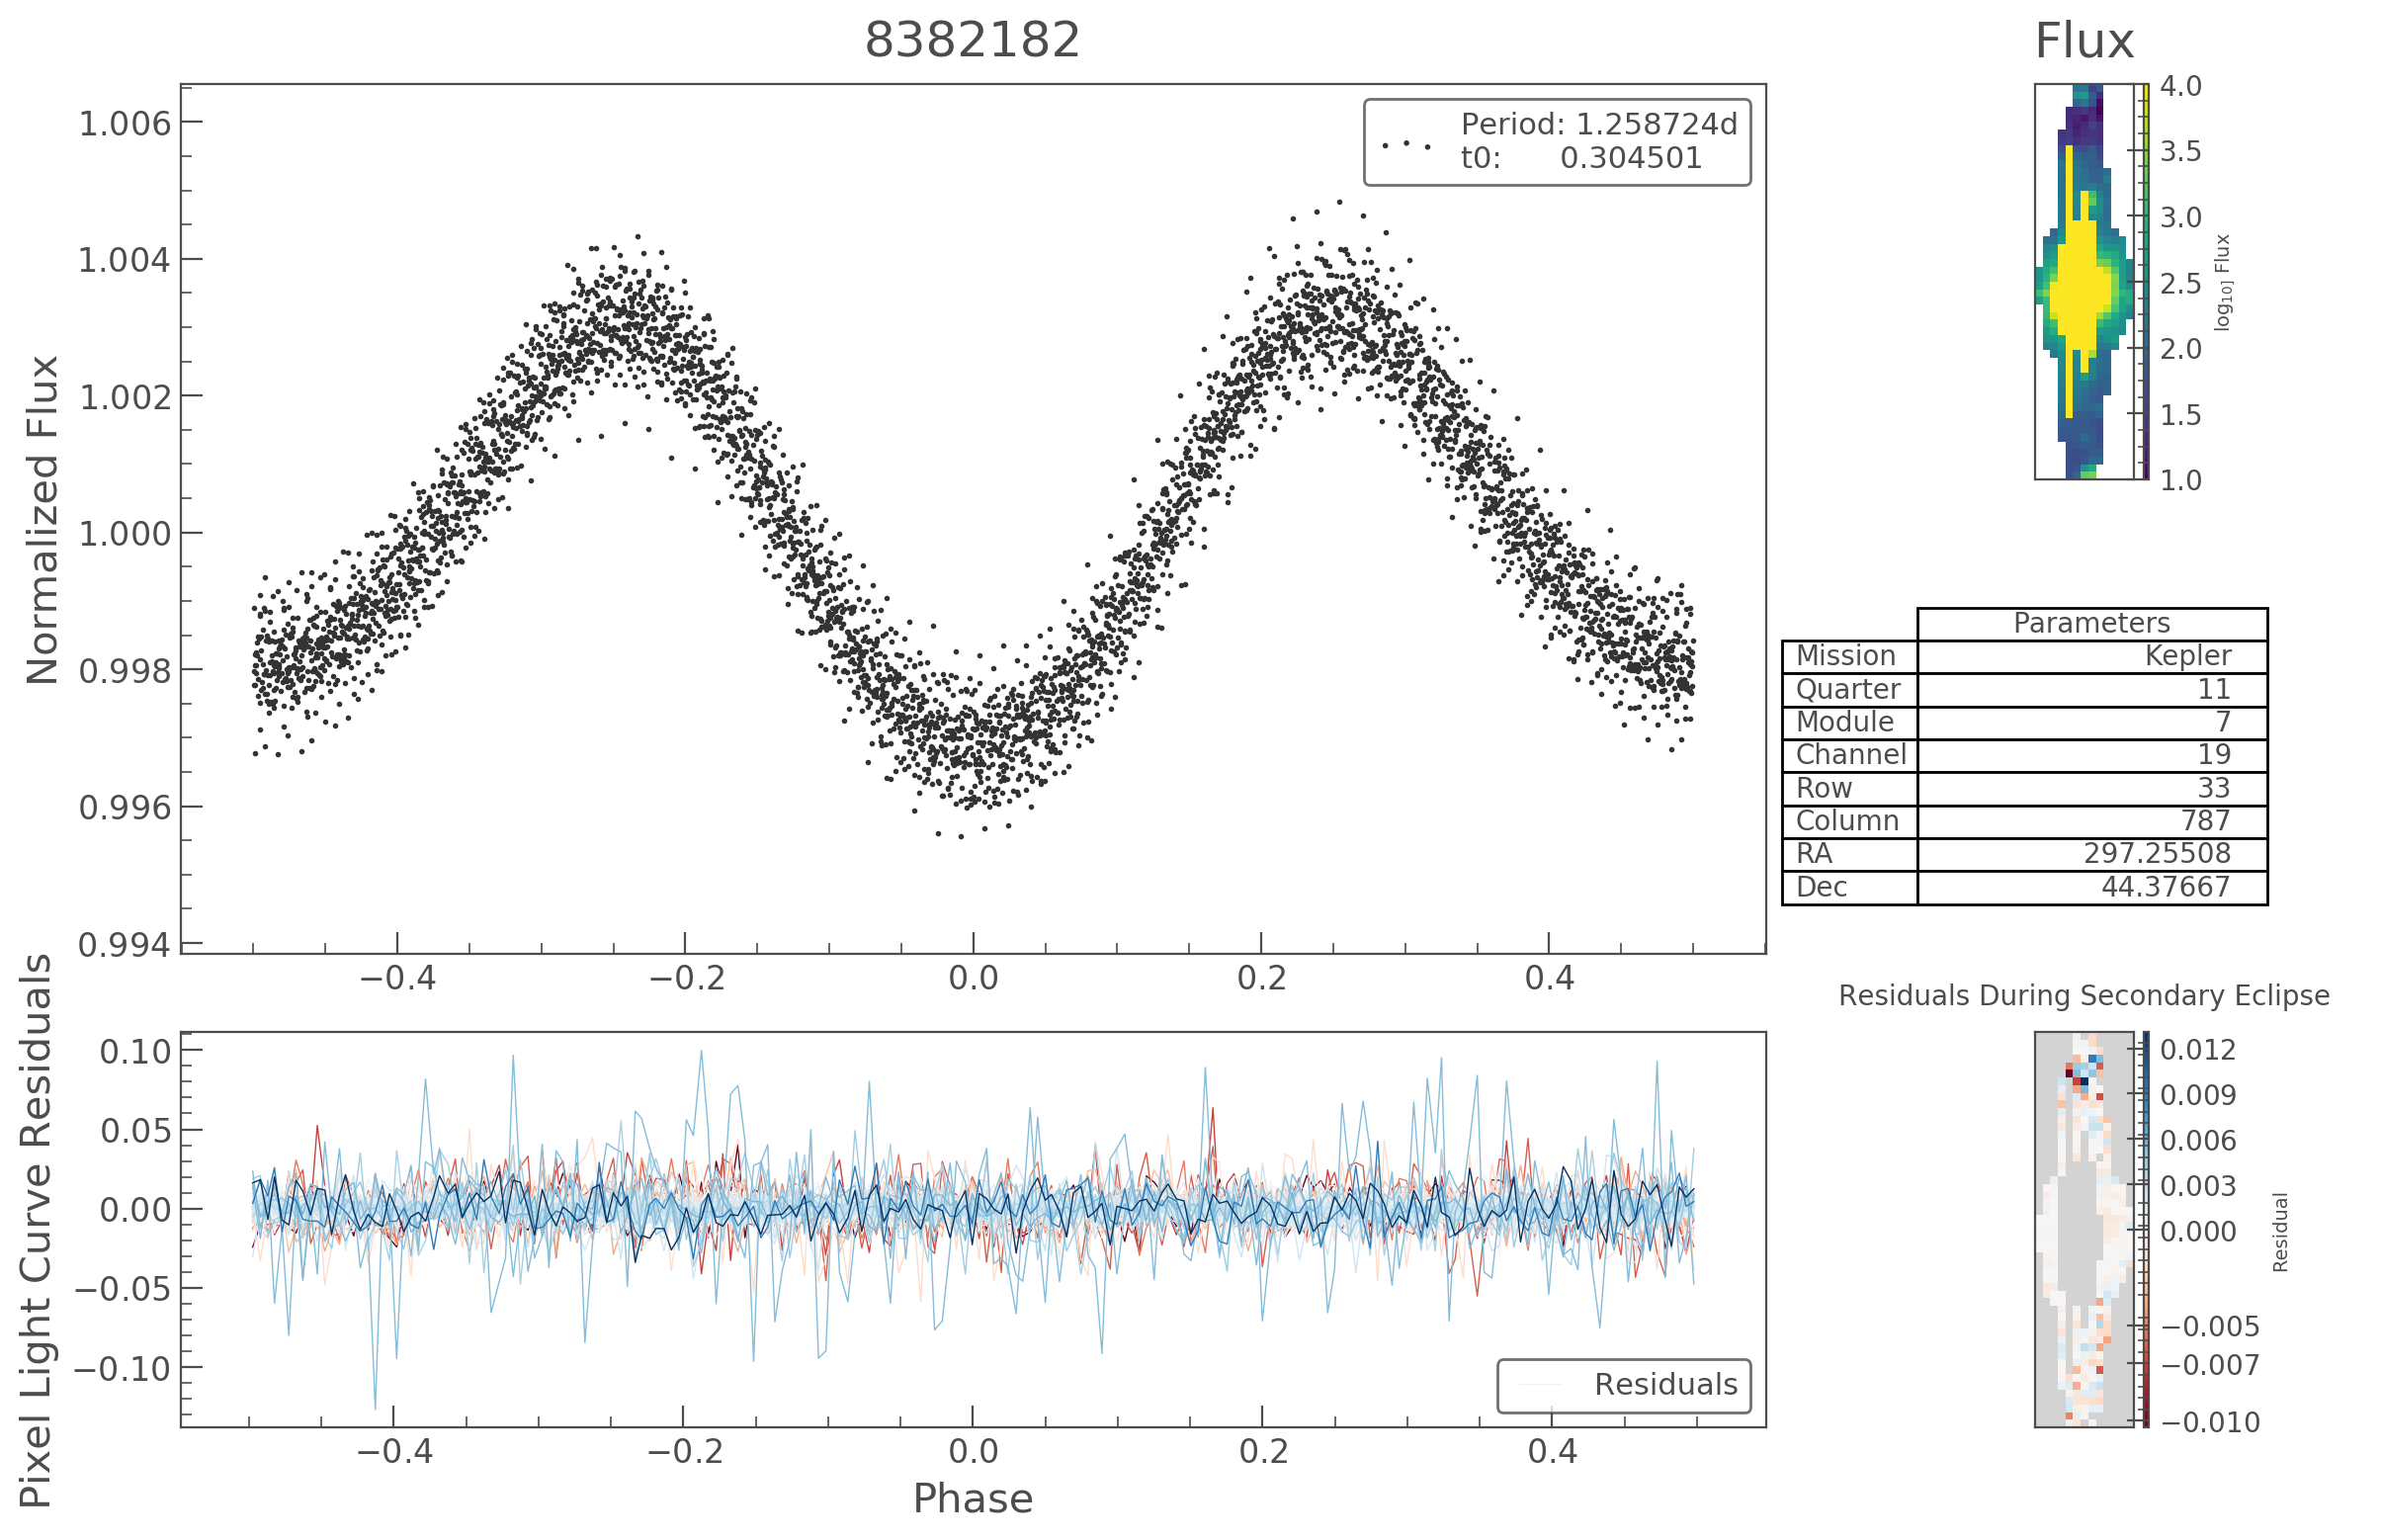 8382182
Flux
Normalized Flux
1.006
1.004
1.002
1.000
0.998
0.996
0.994
Period: 1.258724d
t0: 0.304501
−0.4
−0.2
0.0
0.2
0.4
4.0
3.5
3.0
2.5
2.0
1.5
1.0
log10] Flux
Parameters
Mission Kepler
Quarter 11
Module 7
Channel 19
Row 33
Column 787
RA 297.25508
Dec 44.37667
Pixel Light Curve Residuals
0.10
0.05
0.00
−0.05
−0.10
Residuals
−0.4
−0.2
0.0
0.2
0.4
Phase
Residuals During Secondary Eclipse
0.012
0.009
0.006
0.003
0.000
−0.005
−0.007
−0.010
Residual